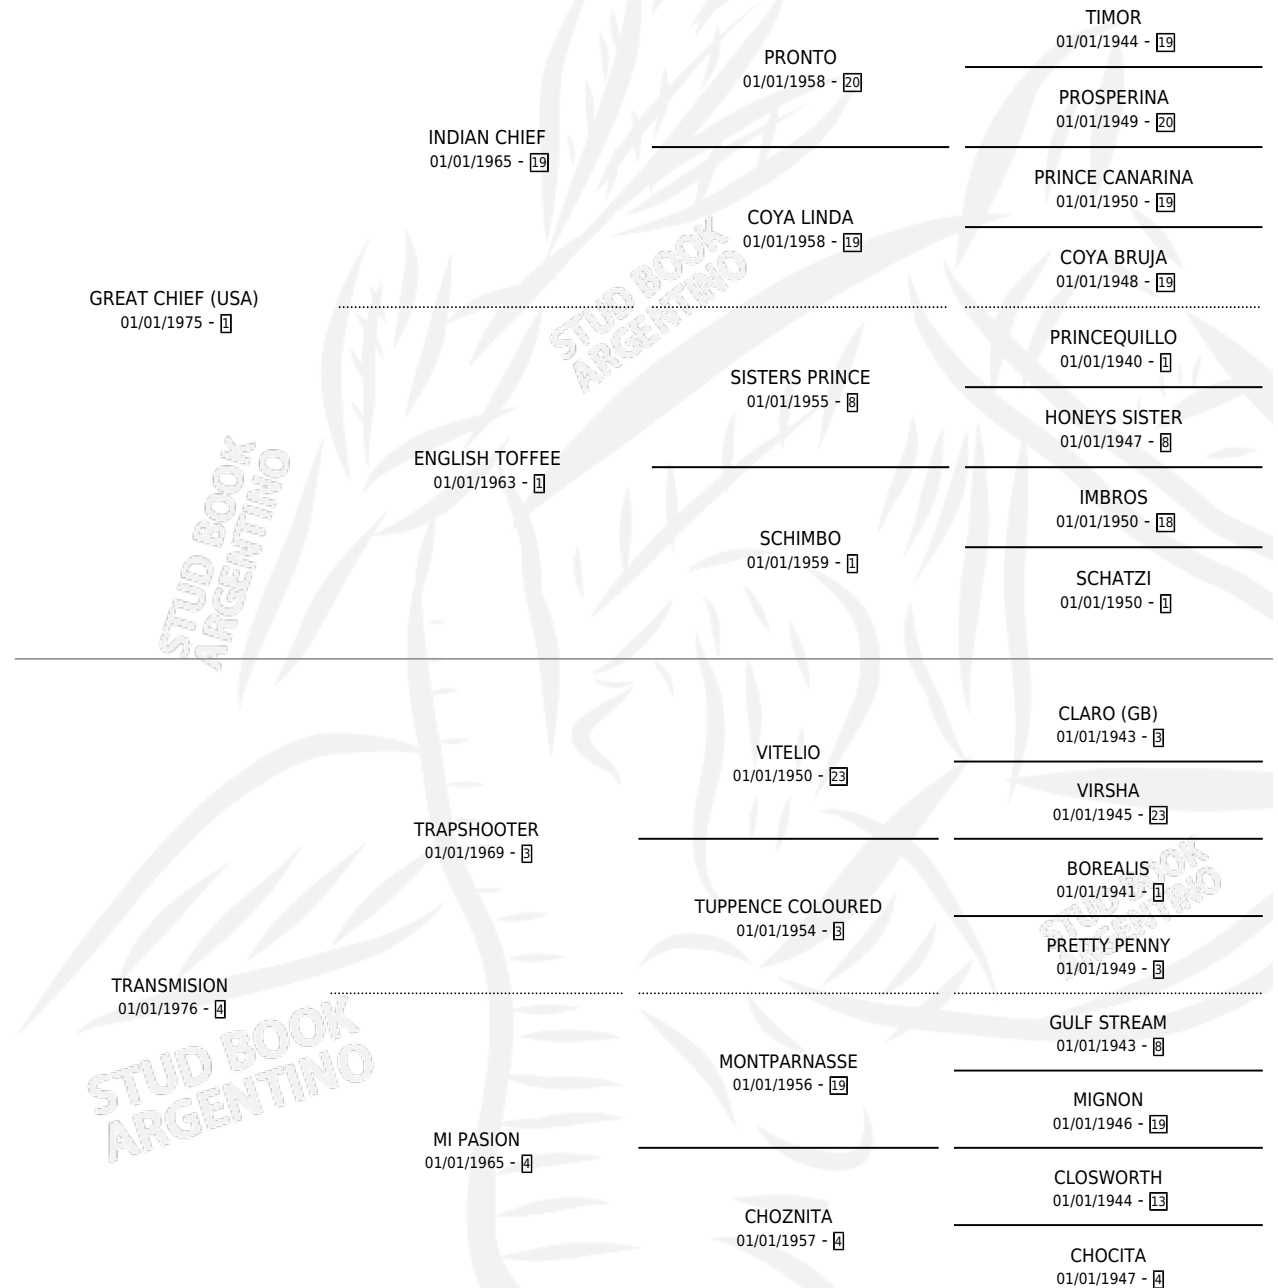 TIMOR
01/01/1944 - 19
PRONTO
01/01/1958 - 20
PROSPERINA
01/01/1949 - 20
INDIAN CHIEF
01/01/1965 - 19
PRINCE CANARINA
01/01/1950 - 19
COYA LINDA
01/01/1958 - 19
COYA BRUJA
01/01/1948 - 19
GREAT CHIEF (USA)
01/01/1975 - 1
PRINCEQUILLO
01/01/1940 - 1
SISTERS PRINCE
01/01/1955 - 8
HONEYS SISTER
01/01/1947 - 8
ENGLISH TOFFEE
01/01/1963 - 1
IMBROS
01/01/1950 - 18
SCHIMBO
01/01/1959 - 1
SCHATZI
01/01/1950 - 1
STUD BOOK
ARGENTINO
STUD BOOK
ARGENTINO
CLARO (GB)
01/01/1943 - 3
VITELIO
01/01/1950 - 23
VIRSHA
01/01/1945 - 23
TRAPSHOOTER
01/01/1969 - 3
BOREALIS
01/01/1941 - 1
TUPPENCE COLOURED
01/01/1954 - 3
PRETTY PENNY
01/01/1949 - 3
TRANSMISION
01/01/1976 - 4
GULF STREAM
01/01/1943 - 8
MONTPARNASSE
01/01/1956 - 19
MIGNON
01/01/1946 - 19
MI PASION
01/01/1965 - 4
CLOSWORTH
01/01/1944 - 13
CHOZNITA
01/01/1957 - 4
CHOCITA
01/01/1947 - 4
STUD BOOK
ARGENTINO
STUD BOOK
ARGENTINO